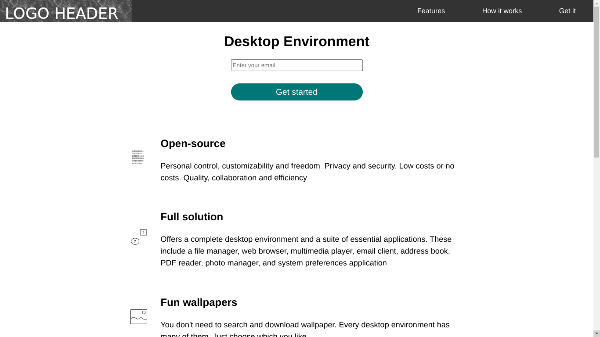 LOGO HEADER
Features
How it works
Get it
Desktop Environment
Enter your email
Get started
Open-source
Personal control, customizability and freedom. Privacy and security. Low costs or no
costs. Quality, collaboration and efficiency
Full solution
Offers a complete desktop environment and a suite of essential applications. These
include a file manager, web browser, multimedia player, email client, address book,
PDF reader, photo manager, and system preferences application
Fun wallpapers
You don't need to search and download wallpaper. Every desktop environment has
many of them. Just choose which you like